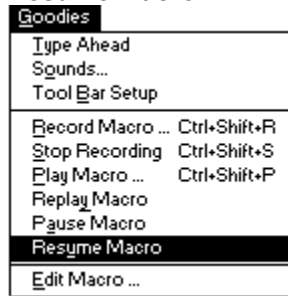 Goodies
Type Ahead
Sounds...
Tool Bar Setup
Record Macro ... Ctrl+Shift+R
Stop Recording Ctrl+Shift+S
Play Macro ... Ctrl+Shift+P
Replay Macro
Pause Macro
Resume Macro
Edit Macro ...